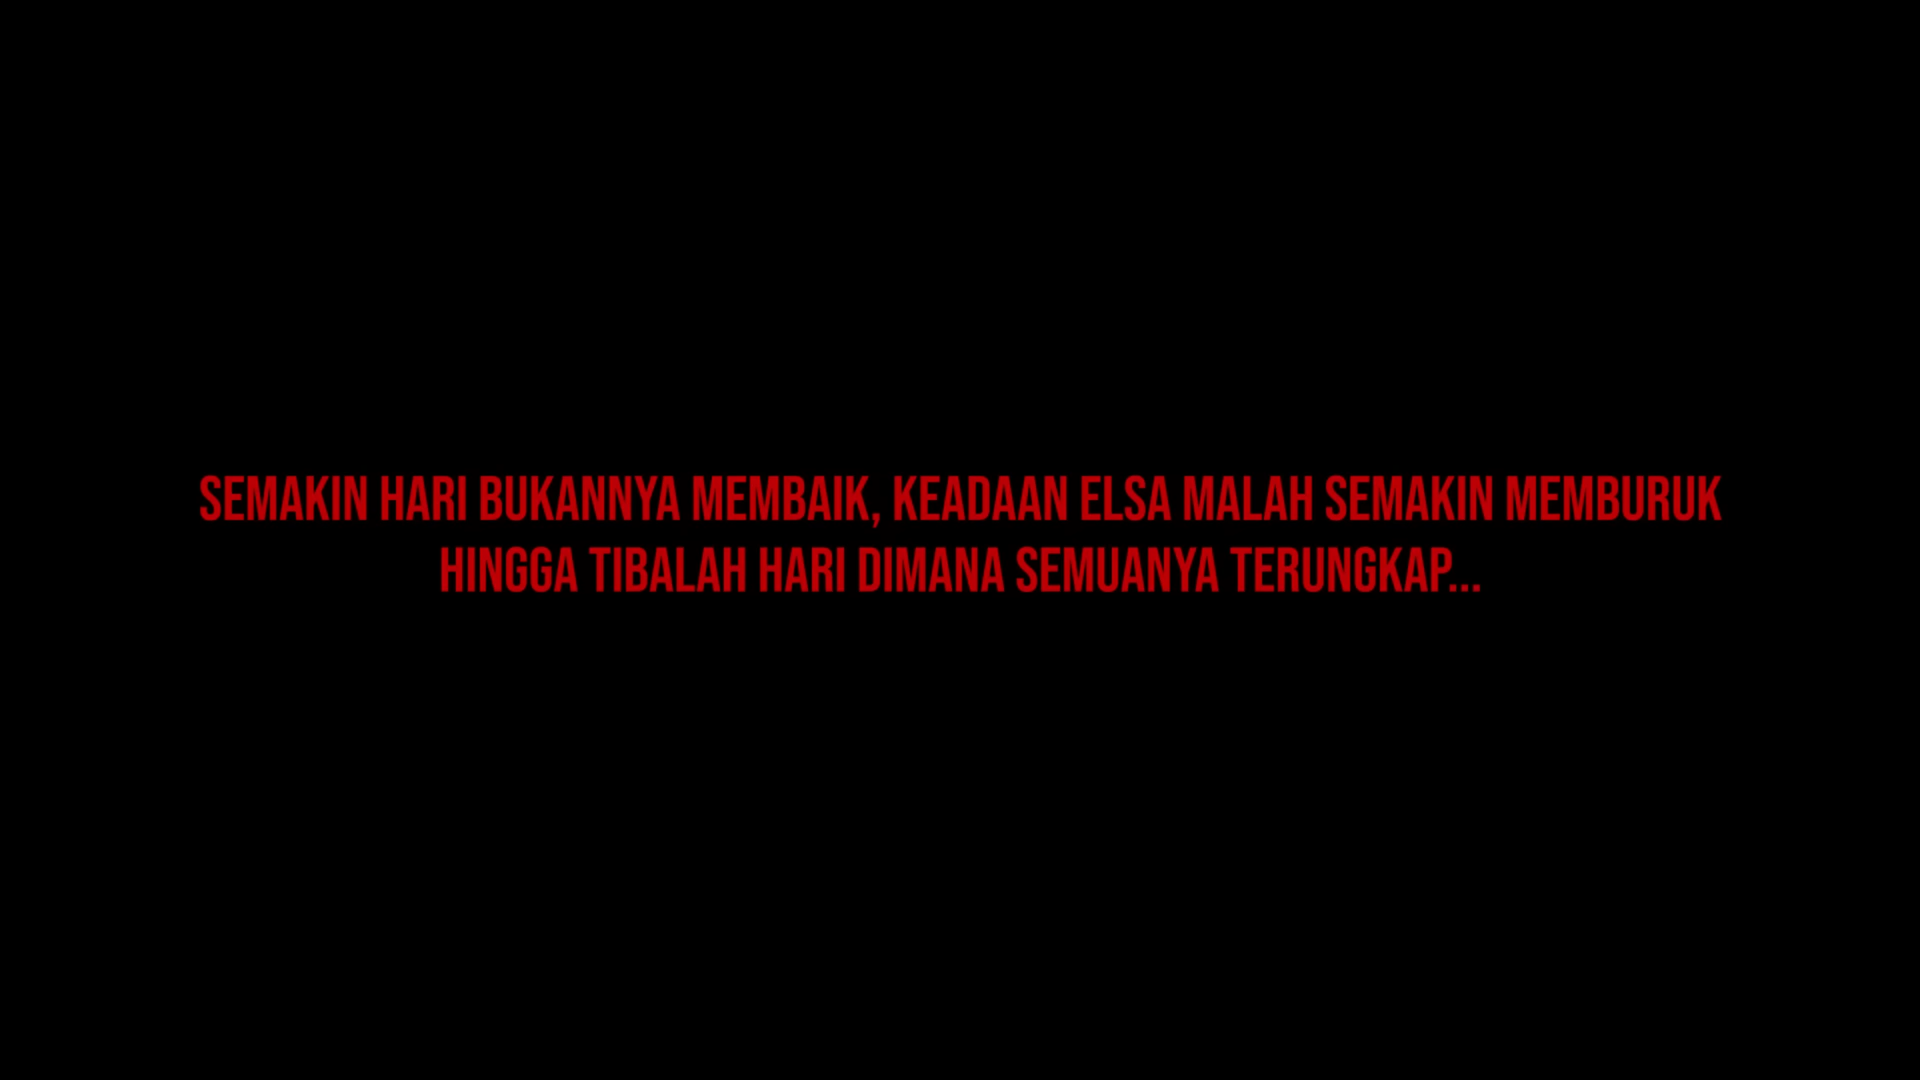 SEMAKIN HARI BUKANNYA MEMBAIK, KEADAAN ELSA MALAH SEMAKIN MEMBURUK
HINGGA TIBALAH HARI DIMANA SEMUANYA TERUNGKAP...